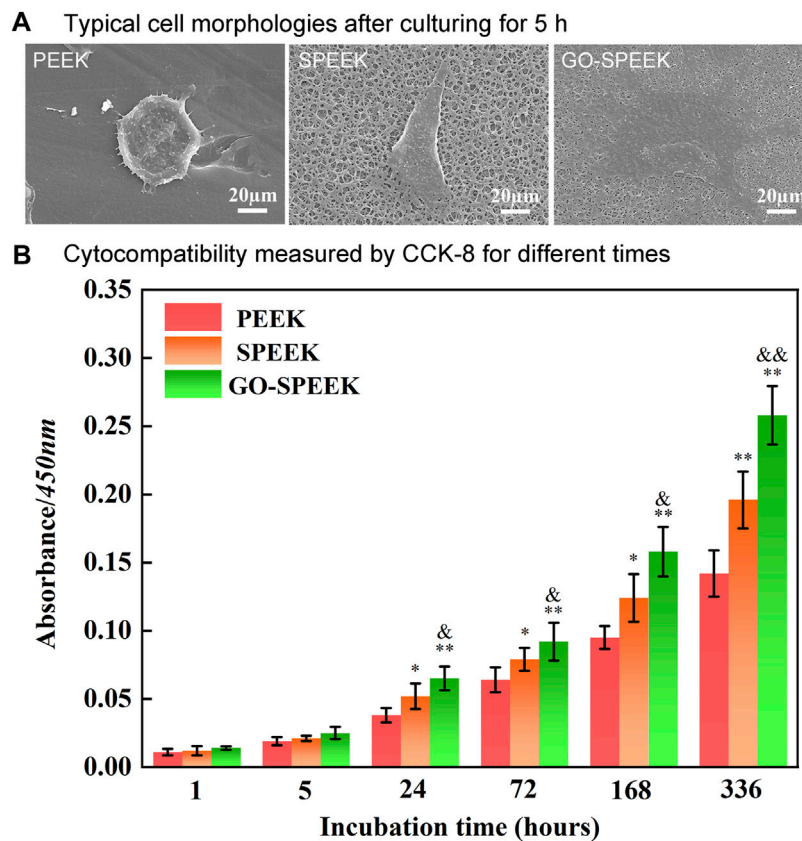 A Typical cell morphologies after culturing for 5 h
PEEK
SPEEK
GO-SPEEK
20μm
20μm
20μm
B Cytocompatibility measured by CCK-8 for different times
0.35
0.30
0.25
0.20
0.15
0.10
0.05
0.00
Absorbance/450nm
PEEK
SPEEK
GO-SPEEK
*
&
**
*
&
**
*
&
**
**
&&
**
1 5 24 72 168 336
Incubation time (hours)